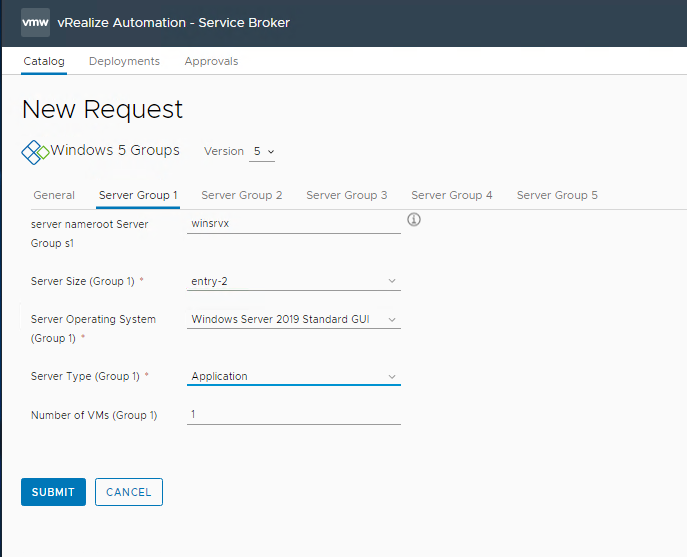 vmw vRealize Automation - Service Broker
Catalog Deployments Approvals
New Request
Windows 5 Groups Version 5
General Server Group 1 Server Group 2 Server Group 3 Server Group 4 Server Group 5
server nameroot Server winsrvx
Group s1
Server Size (Group 1) * entry-2
Server Operating System Windows Server 2019 Standard GUI
(Group 1) *
Server Type (Group 1) * Application
Number of VMs (Group 1) 1
SUBMIT CANCEL